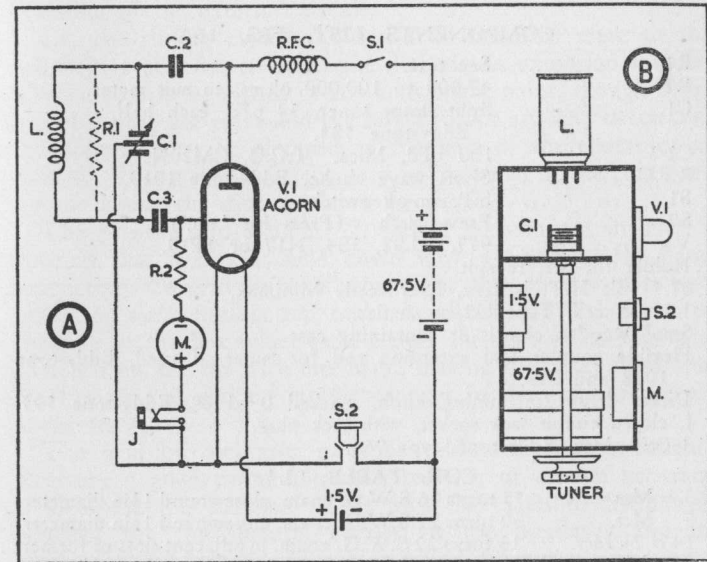 C.2
R.F.C.
S.1
L.
R.1
C.1
V.1
ACORN
C.3
R.2
A
M.
J
+
67.5V.
S.2
1.5V.
+ −
B
L.
C.1
V.1
1.5V.
S.2
67.5V.
M.
TUNER